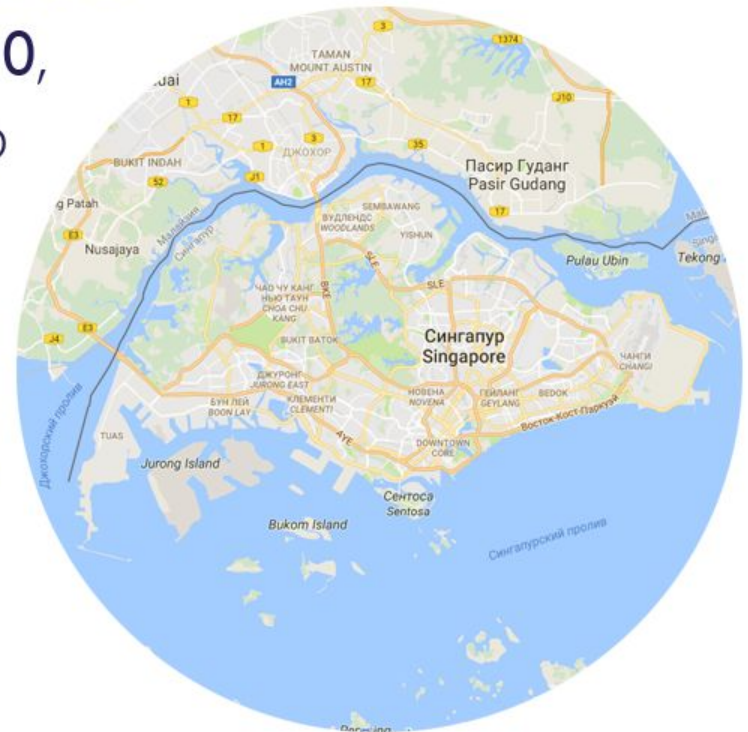 0,
TAMAN
MOUNT AUSTIN
3
1374
AH2
17
J10
1
17
1
3
35
ДЖОХОР
BUKIT INDAH
J1
52
Пасир Гуданг
Pasir Gudang
17
SEMBAWANG
ВУДЛЕНДС
WOODLANDS
YISHUN
E3
Nusajaya
Малайзия
Сингапур
Pulau Ubin
Tekong
SLE
SLE
BKE
ЧАО ЧУ КАНГ
НЬЮ ТАУН
CHOA CHU
KANG
E3
J4
BUKIT BATOK
Сингапур
Singapore
ЧАНГИ
CHANGI
ДЖУРОНГ
JURONG EAST
НОВЕНА
NOVENA
ГЕЙЛАНГ
GEYLANG
BEDOK
БУН ЛЕЙ
BOON LAY
КЛЕМЕНТИ
CLEMENTI
Восток-Кост-Паркуэй
Джохорский пролив
TUAS
AYE
DOWNTOWN
CORE
Jurong Island
Сентоса
Sentosa
Bukom Island
Сингапурский пролив